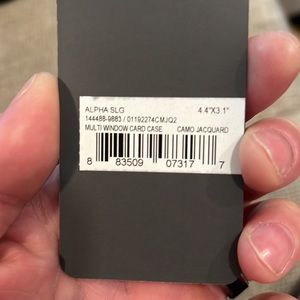 ALPHA SLG 4.4"X3.1"
144488-9883 / 01192274CMJQ2
MULTI WINDOW CARD CASE CAMO JACQUARD
8 83509 07317 7